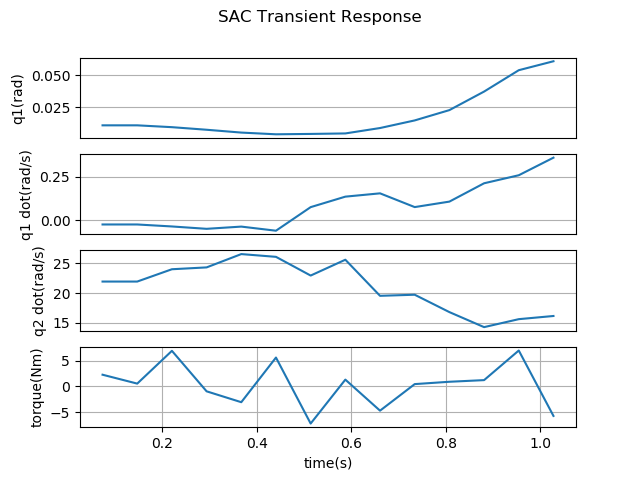 SAC Transient Response
0.050
0.025
q1(rad)
0.25
0.00
q1 dot(rad/s)
25
20
15
q2 dot(rad/s)
5
0
−5
torque(Nm)
0.2 0.4 0.6 0.8 1.0
time(s)